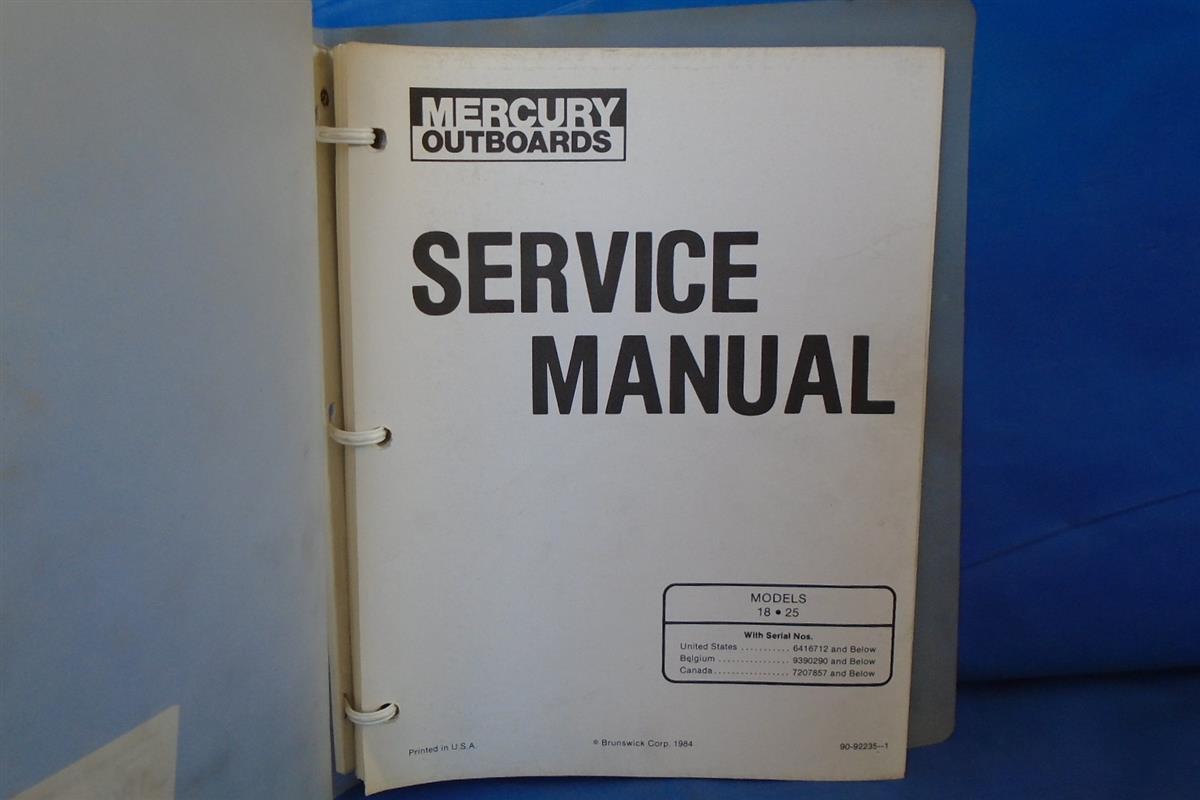 MERCURY
OUTBOARDS
SERVICE
MANUAL
MODELS
18 • 25
With Serial Nos.
United States ........... 6416712 and Below
Belgium ................ 9390290 and Below
Canada ................. 7207857 and Below
Printed in U.S.A. © Brunswick Corp. 1984 90-92235--1